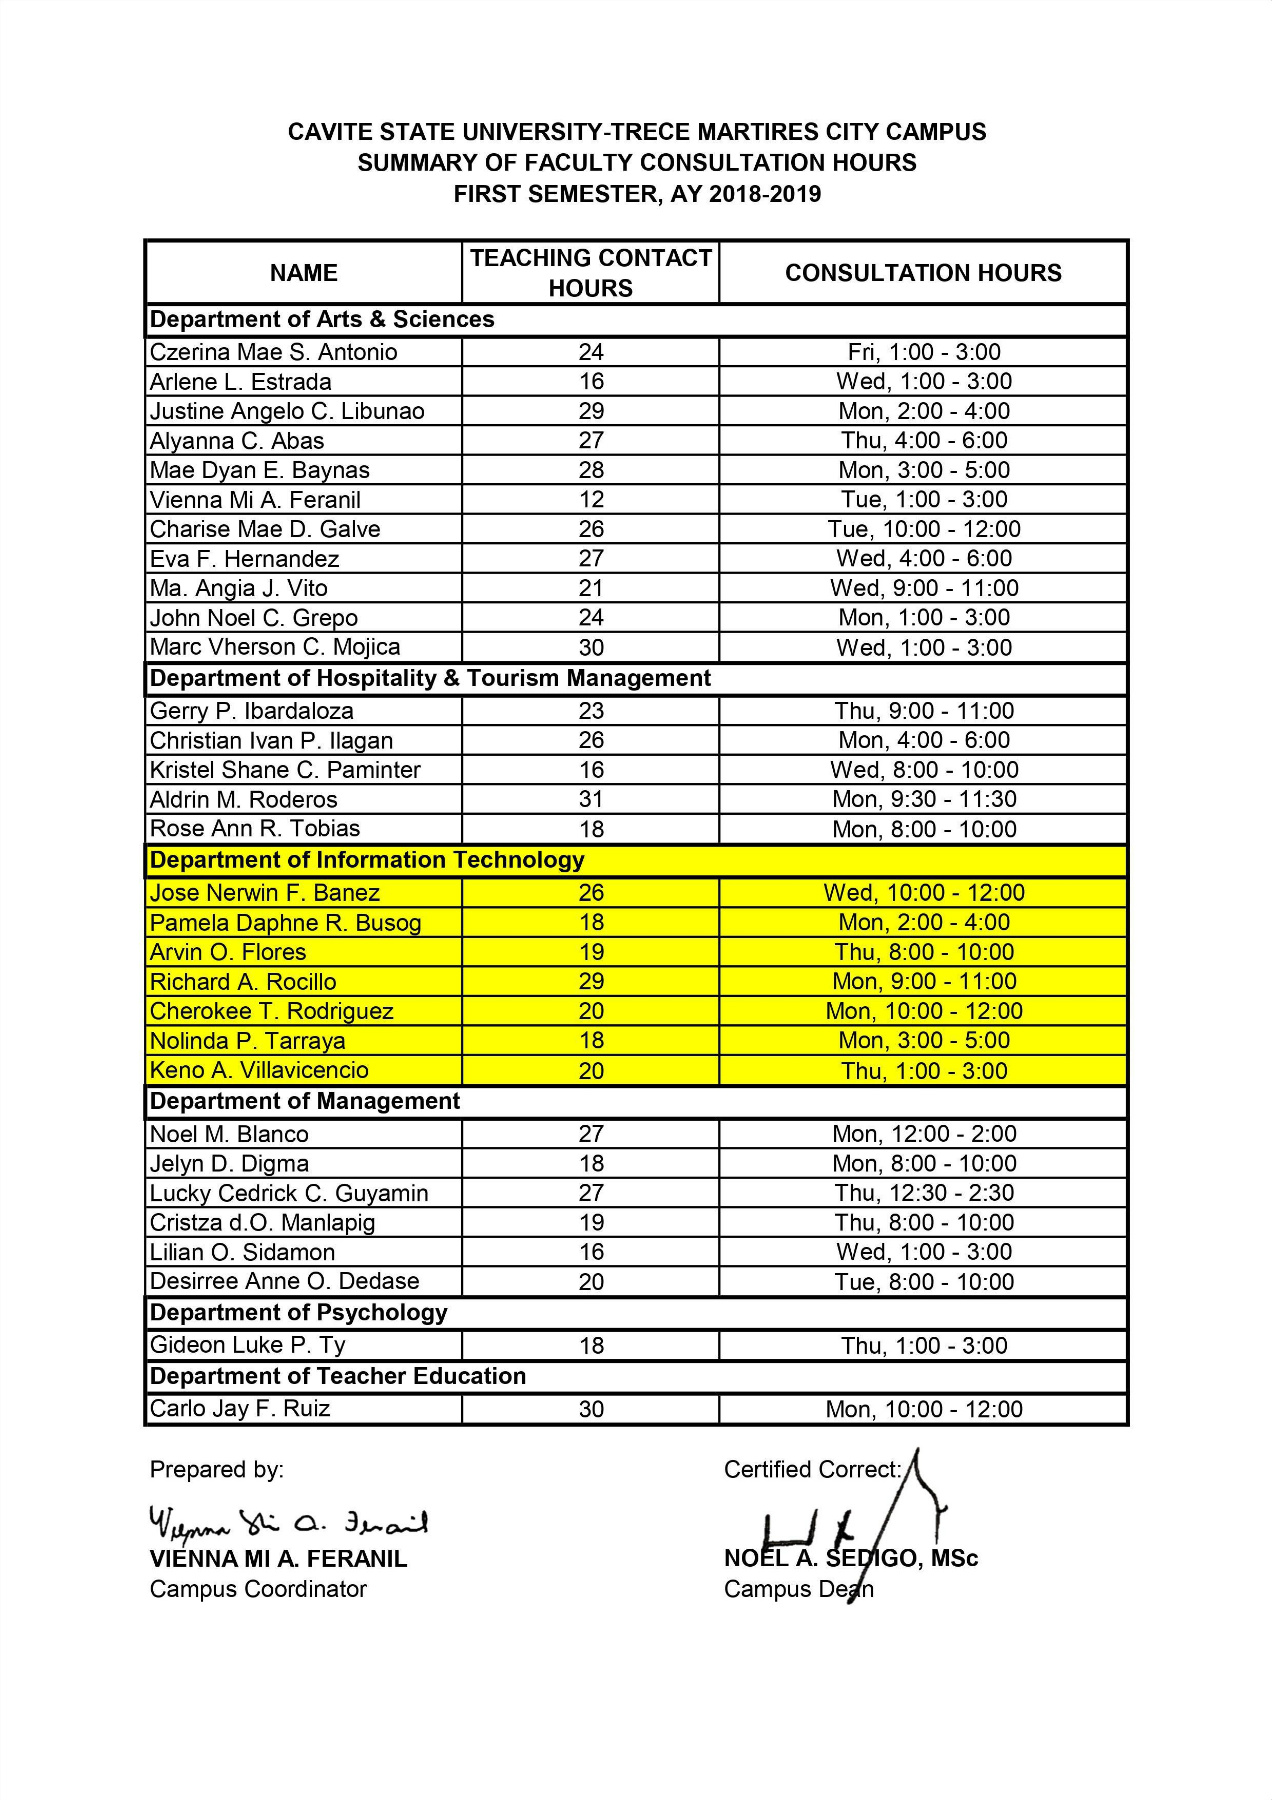 CAVITE STATE UNIVERSITY-TRECE MARTIRES CITY CAMPUS
SUMMARY OF FACULTY CONSULTATION HOURS
FIRST SEMESTER, AY 2018-2019
NAME TEACHING CONTACT HOURS CONSULTATION HOURS
Department of Arts & Sciences
Czerina Mae S. Antonio 24 Fri, 1:00 - 3:00
Arlene L. Estrada 16 Wed, 1:00 - 3:00
Justine Angelo C. Libunao 29 Mon, 2:00 - 4:00
Alyanna C. Abas 27 Thu, 4:00 - 6:00
Mae Dyan E. Baynas 28 Mon, 3:00 - 5:00
Vienna Mi A. Feranil 12 Tue, 1:00 - 3:00
Charise Mae D. Galve 26 Tue, 10:00 - 12:00
Eva F. Hernandez 27 Wed, 4:00 - 6:00
Ma. Angia J. Vito 21 Wed, 9:00 - 11:00
John Noel C. Grepo 24 Mon, 1:00 - 3:00
Marc Vherson C. Mojica 30 Wed, 1:00 - 3:00
Department of Hospitality & Tourism Management
Gerry P. Ibardaloza 23 Thu, 9:00 - 11:00
Christian Ivan P. Ilagan 26 Mon, 4:00 - 6:00
Kristel Shane C. Paminter 16 Wed, 8:00 - 10:00
Aldrin M. Roderos 31 Mon, 9:30 - 11:30
Rose Ann R. Tobias 18 Mon, 8:00 - 10:00
Department of Information Technology
Jose Nerwin F. Banez 26 Wed, 10:00 - 12:00
Pamela Daphne R. Busog 18 Mon, 2:00 - 4:00
Arvin O. Flores 19 Thu, 8:00 - 10:00
Richard A. Rocillo 29 Mon, 9:00 - 11:00
Cherokee T. Rodriguez 20 Mon, 10:00 - 12:00
Nolinda P. Tarraya 18 Mon, 3:00 - 5:00
Keno A. Villavicencio 20 Thu, 1:00 - 3:00
Department of Management
Noel M. Blanco 27 Mon, 12:00 - 2:00
Jelyn D. Digma 18 Mon, 8:00 - 10:00
Lucky Cedrick C. Guyamin 27 Thu, 12:30 - 2:30
Cristza d.O. Manlapig 19 Thu, 8:00 - 10:00
Lilian O. Sidamon 16 Wed, 1:00 - 3:00
Desirree Anne O. Dedase 20 Tue, 8:00 - 10:00
Department of Psychology
Gideon Luke P. Ty 18 Thu, 1:00 - 3:00
Department of Teacher Education
Carlo Jay F. Ruiz 30 Mon, 10:00 - 12:00
Prepared by: Certified Correct:
Vienna Mi A. Feranil
VIENNA MI A. FERANIL NOEL A. SEDIGO, MSc
Campus Coordinator Campus Dean